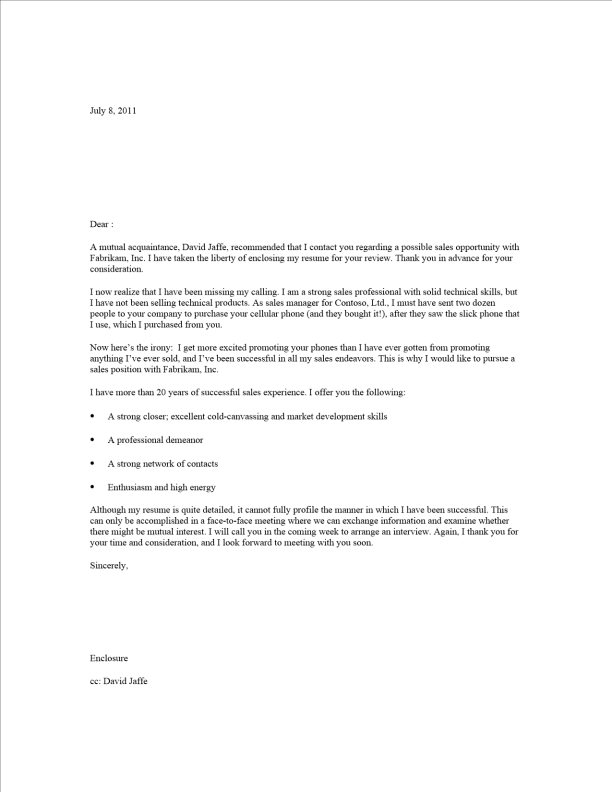 July 8, 2011
Dear :
A mutual acquaintance, David Jaffe, recommended that I contact you regarding a possible sales opportunity with
Fabrikam, Inc. I have taken the liberty of enclosing my resume for your review. Thank you in advance for your
consideration.
I now realize that I have been missing my calling. I am a strong sales professional with solid technical skills, but
I have not been selling technical products. As sales manager for Contoso, Ltd., I must have sent two dozen
people to your company to purchase your cellular phone (and they bought it!), after they saw the slick phone that
I use, which I purchased from you.
Now here’s the irony:  I get more excited promoting your phones than I have ever gotten from promoting
anything I’ve ever sold, and I’ve been successful in all my sales endeavors. This is why I would like to pursue a
sales position with Fabrikam, Inc.
I have more than 20 years of successful sales experience. I offer you the following:
• A strong closer; excellent cold-canvassing and market development skills
• A professional demeanor
• A strong network of contacts
• Enthusiasm and high energy
Although my resume is quite detailed, it cannot fully profile the manner in which I have been successful. This
can only be accomplished in a face-to-face meeting where we can exchange information and examine whether
there might be mutual interest. I will call you in the coming week to arrange an interview. Again, I thank you for
your time and consideration, and I look forward to meeting with you soon.
Sincerely,
Enclosure
cc: David Jaffe